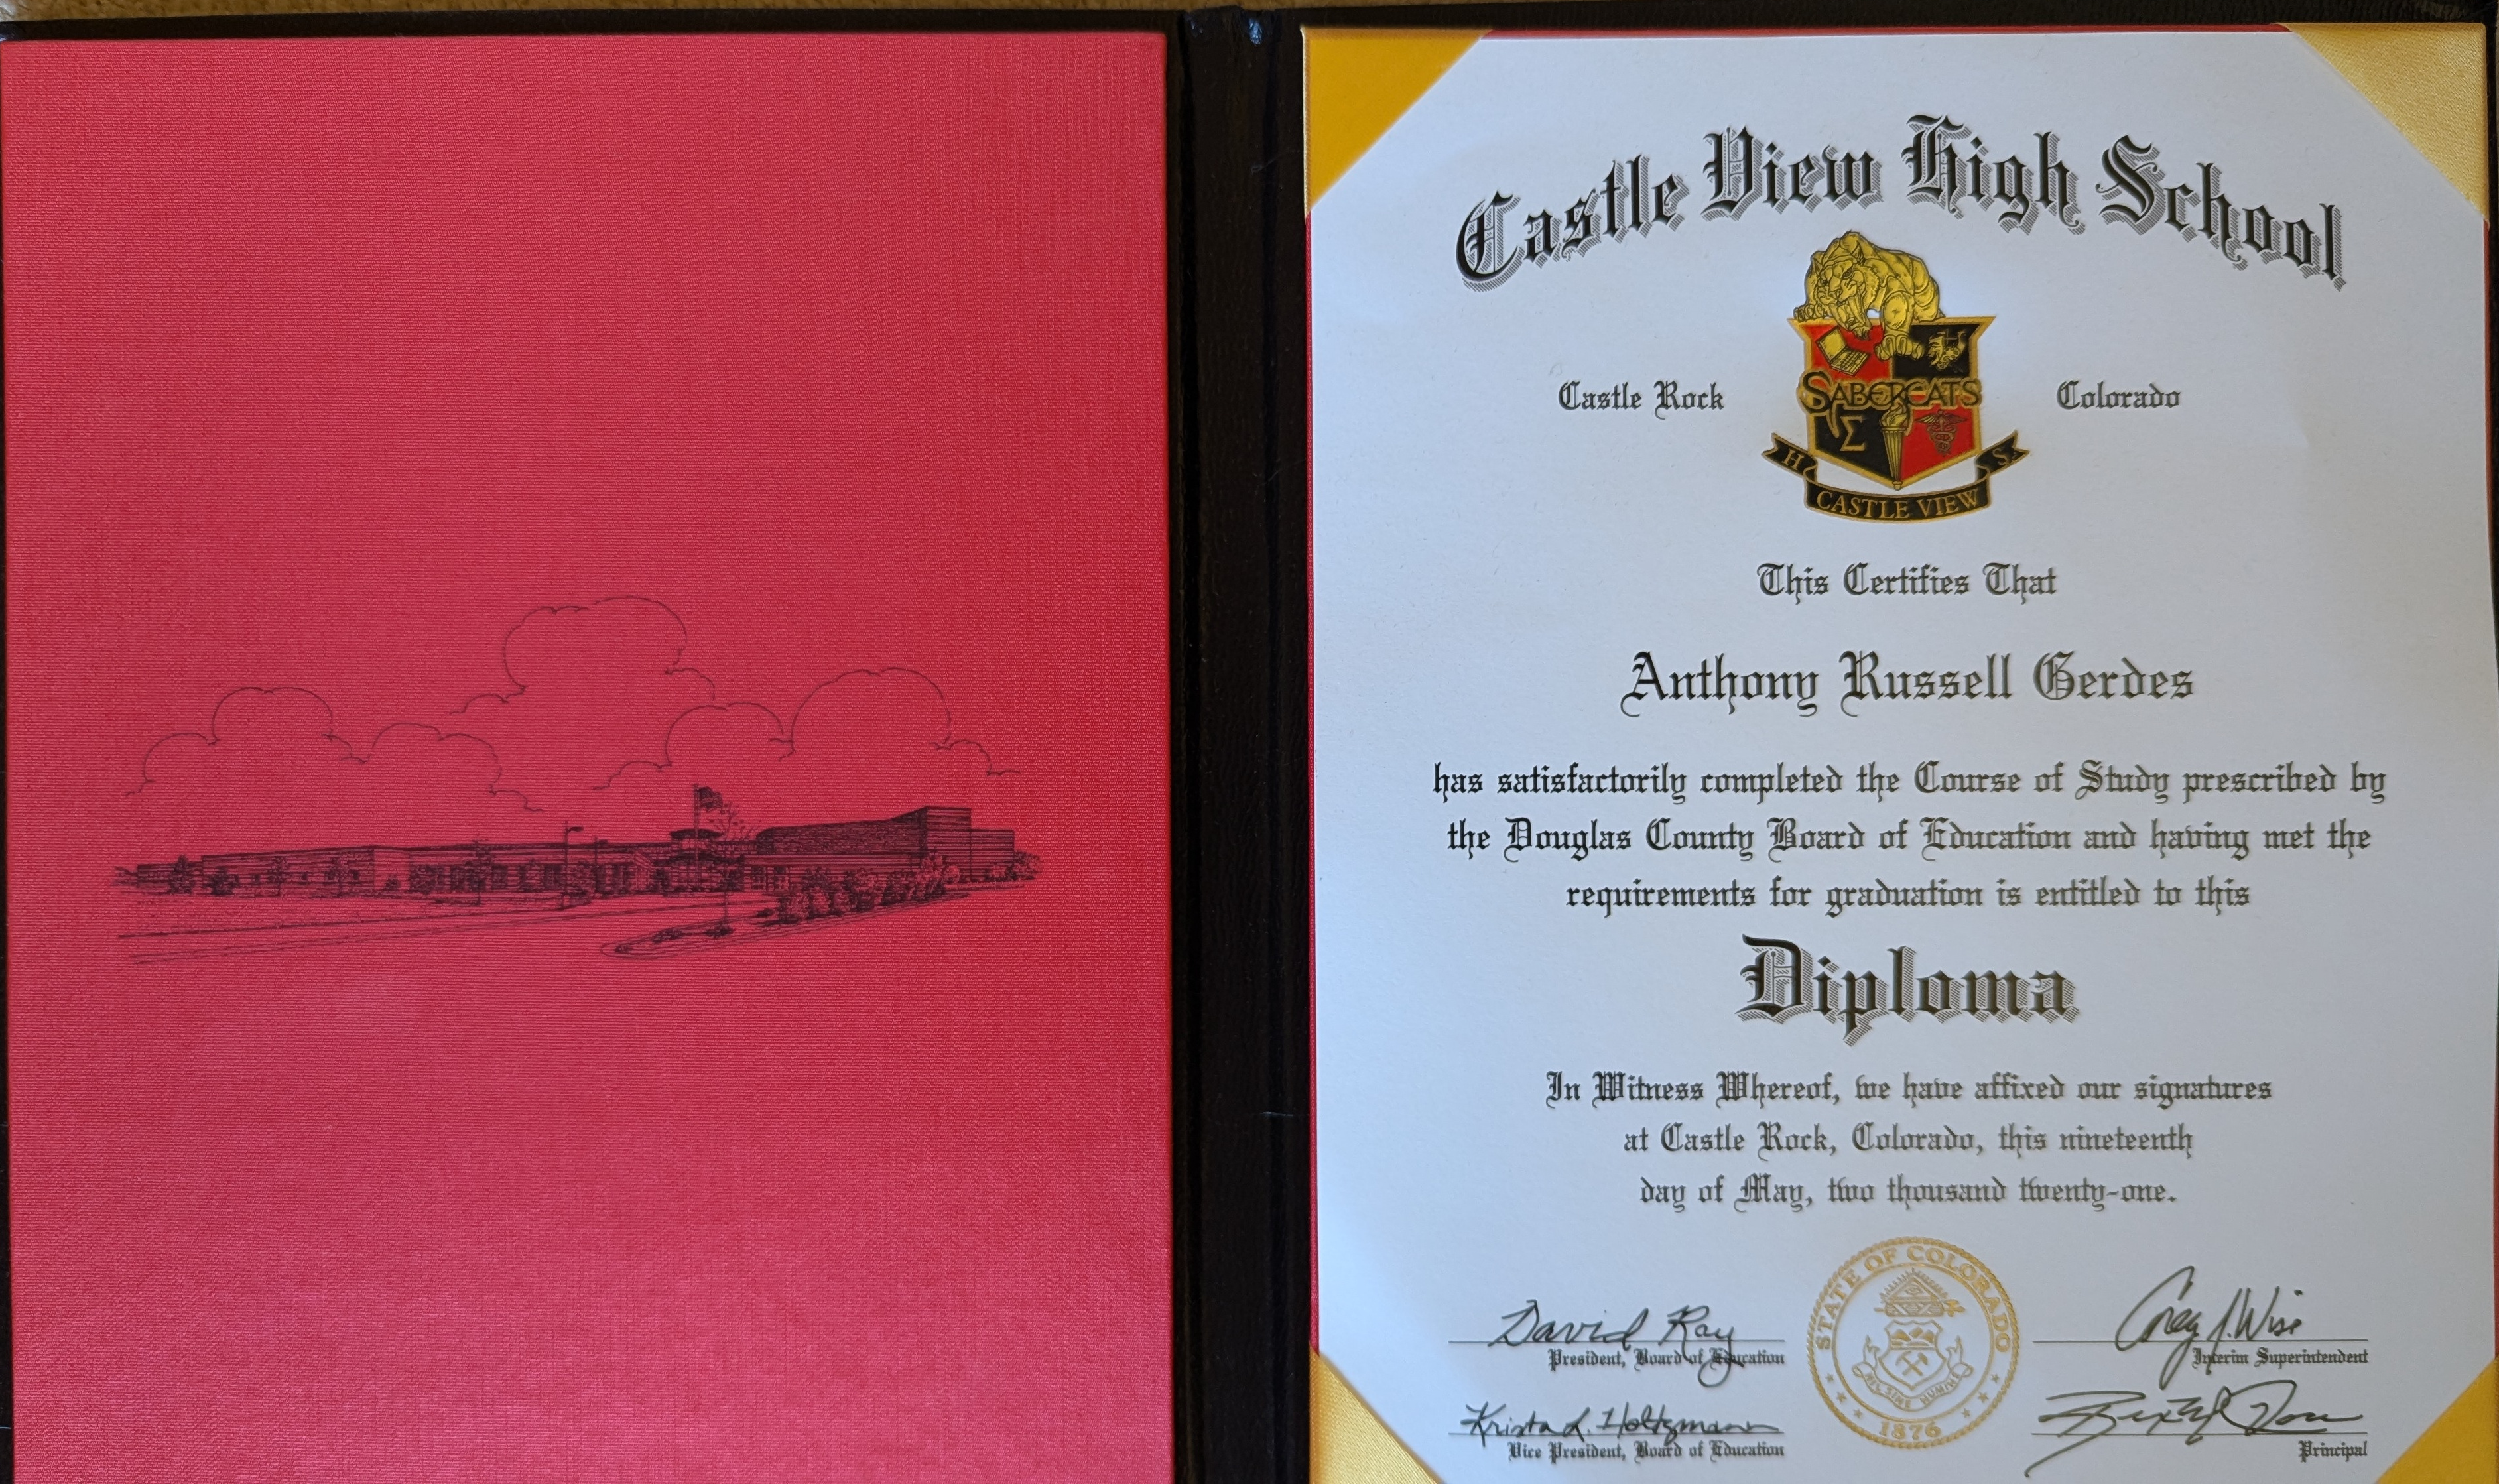 Castle View High School
Castle Rock
SABERCATS
Σ
H S
CASTLE VIEW
Colorado
This Certifies That
Anthony Russell Gerdes
has satisfactorily completed the Course of Study prescribed by
the Douglas County Board of Education and having met the
requirements for graduation is entitled to this
Diploma
In Witness Whereof, we have affixed our signatures
at Castle Rock, Colorado, this nineteenth
day of May, two thousand twenty-one.
David Ray
President, Board of Education
STATE OF COLORADO
NIL SINE NUMINE
1876
Corey J. Wise
Interim Superintendent
Krista L. Holtzmann
Vice President, Board of Education
Principal